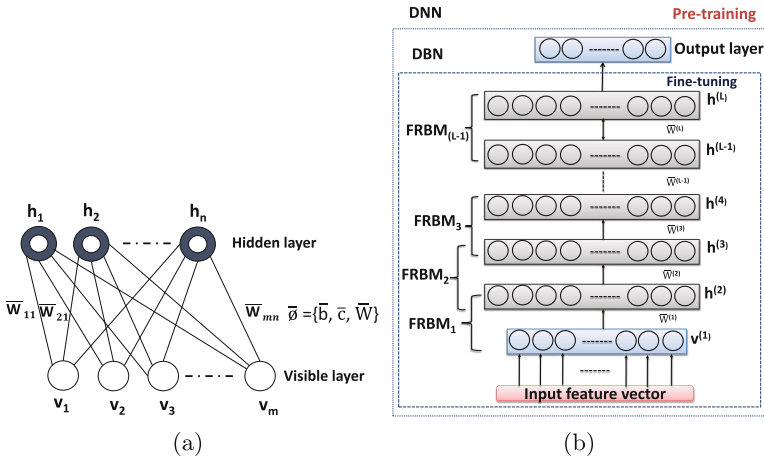 h1 h2 hn
Hidden layer
W̅11 W̅21 W̅mn ø̅ ={b̅, c̅, W̅}
Visible layer
v1 v2 v3 vm
(a)
DNN Pre-training
DBN Output layer
Fine-tuning
h(L)
FRBM(L-1) W̅(L)
h(L-1)
W̅(L-1)
h(4)
FRBM3 W̅(3)
h(3)
FRBM2 W̅(2)
h(2)
FRBM1 W̅(1)
v(1)
Input feature vector
(b)